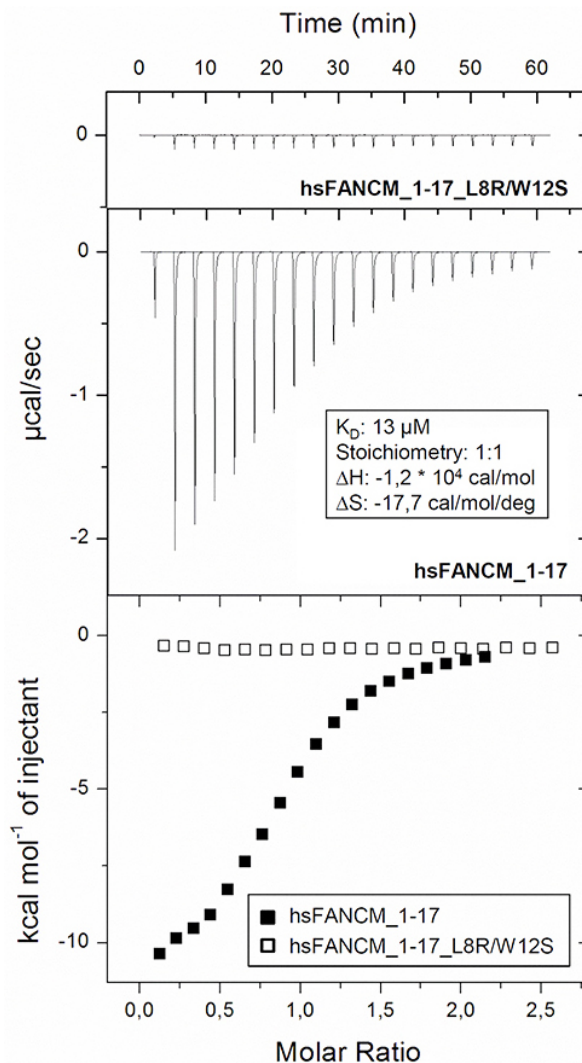 Time (min)
0 10 20 30 40 50 60
0
hsFANCM_1-17_L8R/W12S
0
-1
-2
µcal/sec
K_D: 13 µM
Stoichiometry: 1:1
ΔH: -1,2 * 10⁴ cal/mol
ΔS: -17,7 cal/mol/deg
hsFANCM_1-17
0
-5
-10
kcal mol⁻¹ of injectant
hsFANCM_1-17
hsFANCM_1-17_L8R/W12S
0,0 0,5 1,0 1,5 2,0 2,5
Molar Ratio